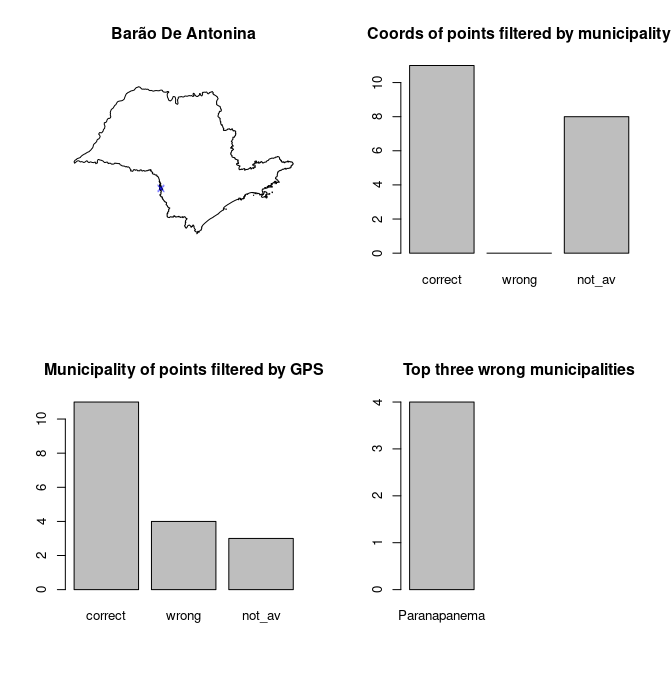 Barão De Antonina
Coords of points filtered by municipality
0 2 4 6 8 10
correct wrong not_av
Municipality of points filtered by GPS
0 2 4 6 8 10
correct wrong not_av
Top three wrong municipalities
0 1 2 3 4
Paranapanema